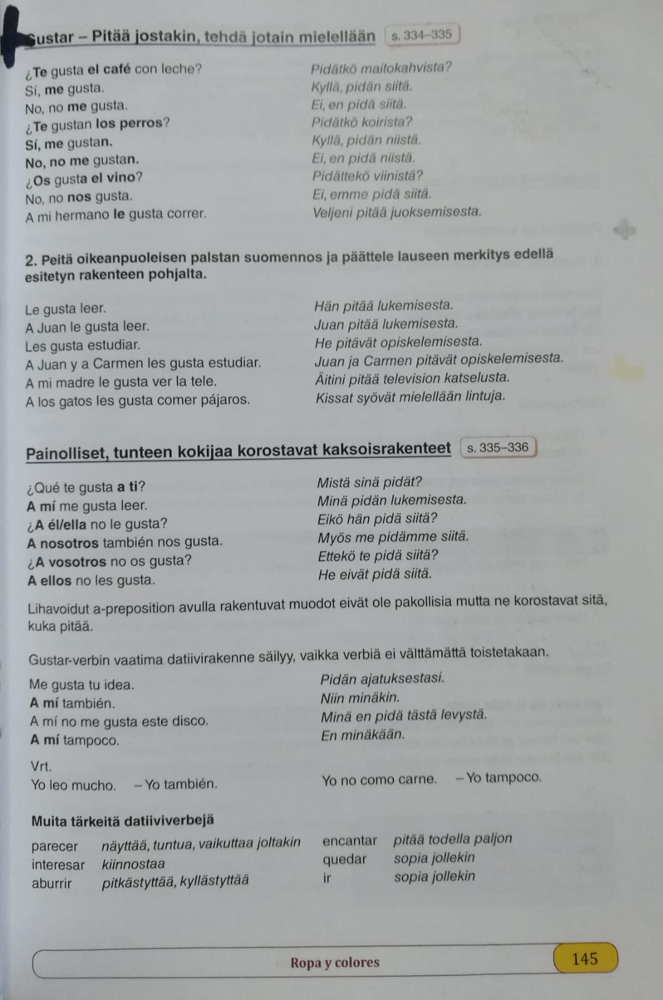 Gustar – Pitää jostakin, tehdä jotain mielellään s. 334–335
¿Te gusta el café con leche? Pidätkö maitokahvista?
Sí, me gusta. Kyllä, pidän siitä.
No, no me gusta. Ei, en pidä siitä.
¿Te gustan los perros? Pidätkö koirista?
Sí, me gustan. Kyllä, pidän niistä.
No, no me gustan. Ei, en pidä niistä.
¿Os gusta el vino? Pidättekö viinistä?
No, no nos gusta. Ei, emme pidä siitä.
A mi hermano le gusta correr. Veljeni pitää juoksemisesta.
2. Peitä oikeanpuoleisen palstan suomennos ja päättele lauseen merkitys edellä
esitetyn rakenteen pohjalta.
Le gusta leer. Hän pitää lukemisesta.
A Juan le gusta leer. Juan pitää lukemisesta.
Les gusta estudiar. He pitävät opiskelemisesta.
A Juan y a Carmen les gusta estudiar. Juan ja Carmen pitävät opiskelemisesta.
A mi madre le gusta ver la tele. Äitini pitää television katselusta.
A los gatos les gusta comer pájaros. Kissat syövät mielellään lintuja.
Painolliset, tunteen kokijaa korostavat kaksoisrakenteet s. 335–336
¿Qué te gusta a ti? Mistä sinä pidät?
A mí me gusta leer. Minä pidän lukemisesta.
¿A él/ella no le gusta? Eikö hän pidä siitä?
A nosotros también nos gusta. Myös me pidämme siitä.
¿A vosotros no os gusta? Ettekö te pidä siitä?
A ellos no les gusta. He eivät pidä siitä.
Lihavoidut a-preposition avulla rakentuvat muodot eivät ole pakollisia mutta ne korostavat sitä,
kuka pitää.
Gustar-verbin vaatima datiivirakenne säilyy, vaikka verbiä ei välttämättä toistetakaan.
Me gusta tu idea. Pidän ajatuksestasi.
A mí también. Niin minäkin.
A mí no me gusta este disco. Minä en pidä tästä levystä.
A mí tampoco. En minäkään.
Vrt.
Yo leo mucho. – Yo también. Yo no como carne. – Yo tampoco.
Muita tärkeitä datiiviverbejä
parecer näyttää, tuntua, vaikuttaa joltakin encantar pitää todella paljon
interesar kiinnostaa quedar sopia jollekin
aburrir pitkästyttää, kyllästyttää ir sopia jollekin
Ropa y colores 145